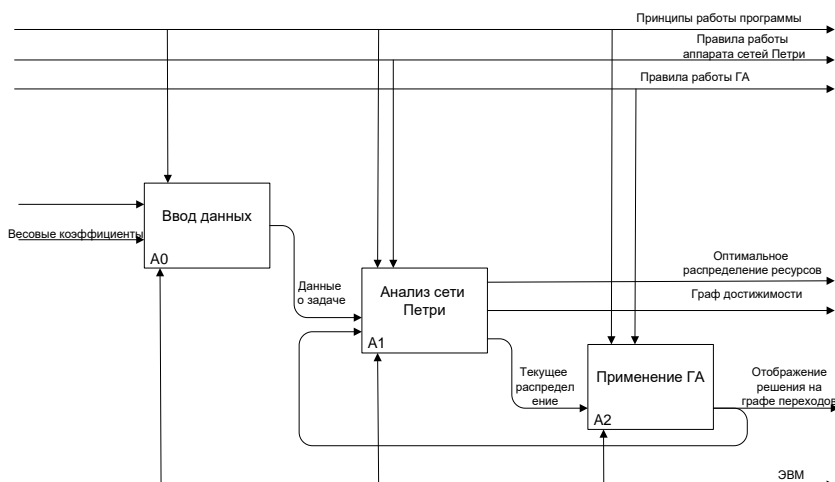 Принципы работы программы
Правила работы
аппарата сетей Петри
Правила работы ГА
Ввод данных
Весовые коэффициенты
A0
Данные
о задаче
Анализ сети
Петри
A1
Оптимальное
распределение ресурсов
Граф достижимости
Текущее
распредел
ение
Применение ГА
A2
Отображение
решения на
графе переходов
ЭВМ